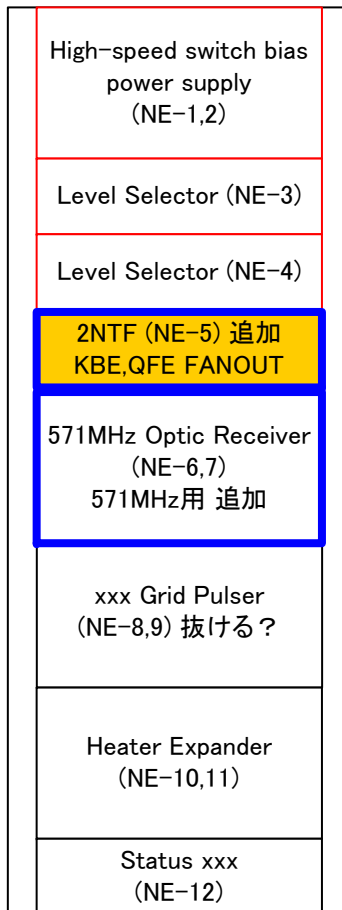 High-speed switch bias
power supply
(NE-1,2)
Level Selector (NE-3)
Level Selector (NE-4)
2NTF (NE-5) 追加
KBE,QFE FANOUT
571MHz Optic Receiver
(NE-6,7)
571MHz用 追加
xxx Grid Pulser
(NE-8,9) 抜ける？
Heater Expander
(NE-10,11)
Status xxx
(NE-12)